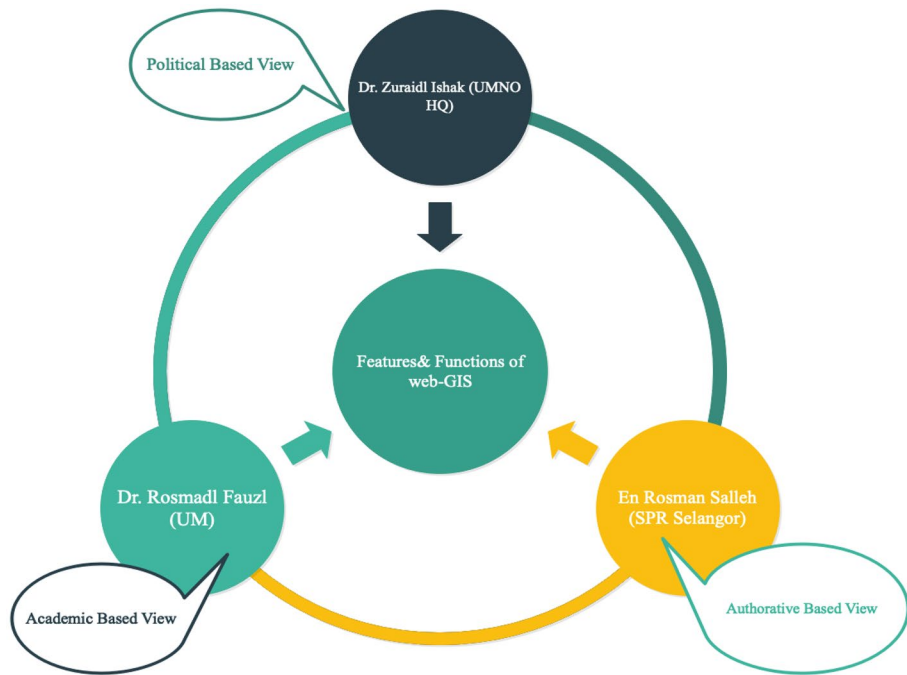 Political Based View
Dr. Zuraidl Ishak (UMNO
HQ)
Features& Functions of
web-GIS
Dr. Rosmadl Fauzl
(UM)
En Rosman Salleh
(SPR Selangor)
Academic Based View
Authorative Based View